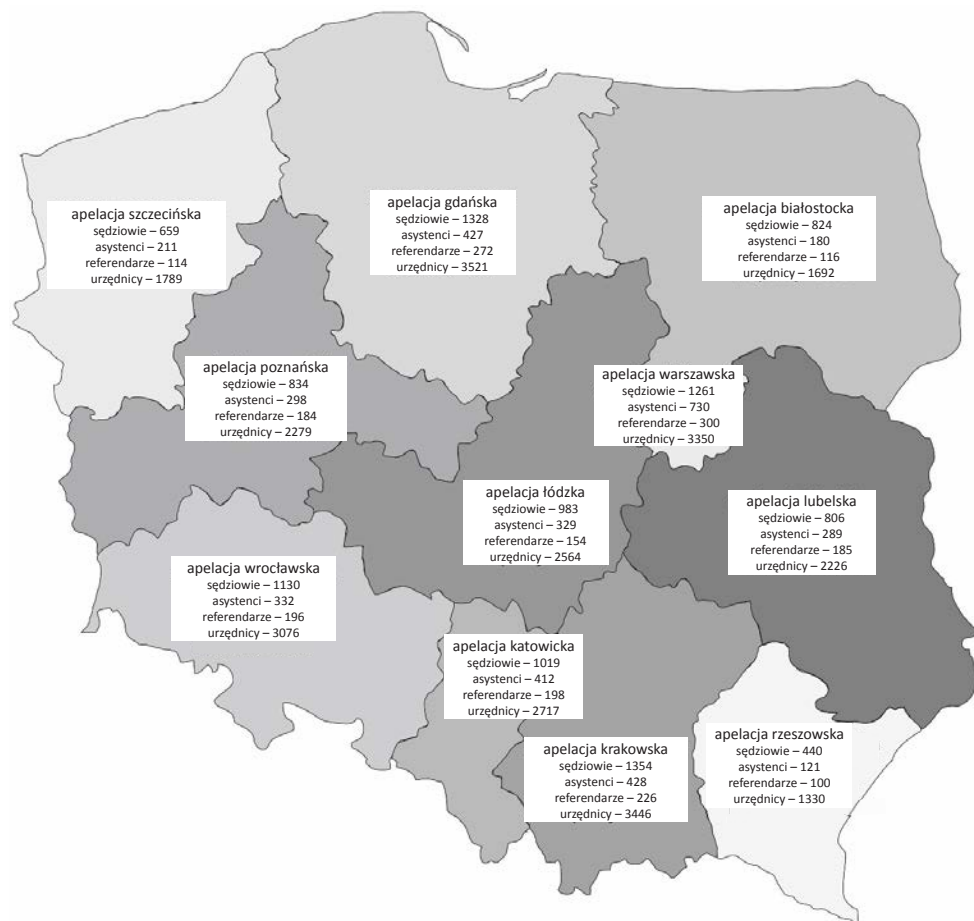 apelacja szczecińska
sędziowie – 659
asystenci – 211
referendarze – 114
urzędnicy – 1789
apelacja gdańska
sędziowie – 1328
asystenci – 427
referendarze – 272
urzędnicy – 3521
apelacja białostocka
sędziowie – 824
asystenci – 180
referendarze – 116
urzędnicy – 1692
apelacja poznańska
sędziowie – 834
asystenci – 298
referendarze – 184
urzędnicy – 2279
apelacja warszawska
sędziowie – 1261
asystenci – 730
referendarze – 300
urzędnicy – 3350
apelacja łódzka
sędziowie – 983
asystenci – 329
referendarze – 154
urzędnicy – 2564
apelacja lubelska
sędziowie – 806
asystenci – 289
referendarze – 185
urzędnicy – 2226
apelacja wrocławska
sędziowie – 1130
asystenci – 332
referendarze – 196
urzędnicy – 3076
apelacja katowicka
sędziowie – 1019
asystenci – 412
referendarze – 198
urzędnicy – 2717
apelacja krakowska
sędziowie – 1354
asystenci – 428
referendarze – 226
urzędnicy – 3446
apelacja rzeszowska
sędziowie – 440
asystenci – 121
referendarze – 100
urzędnicy – 1330